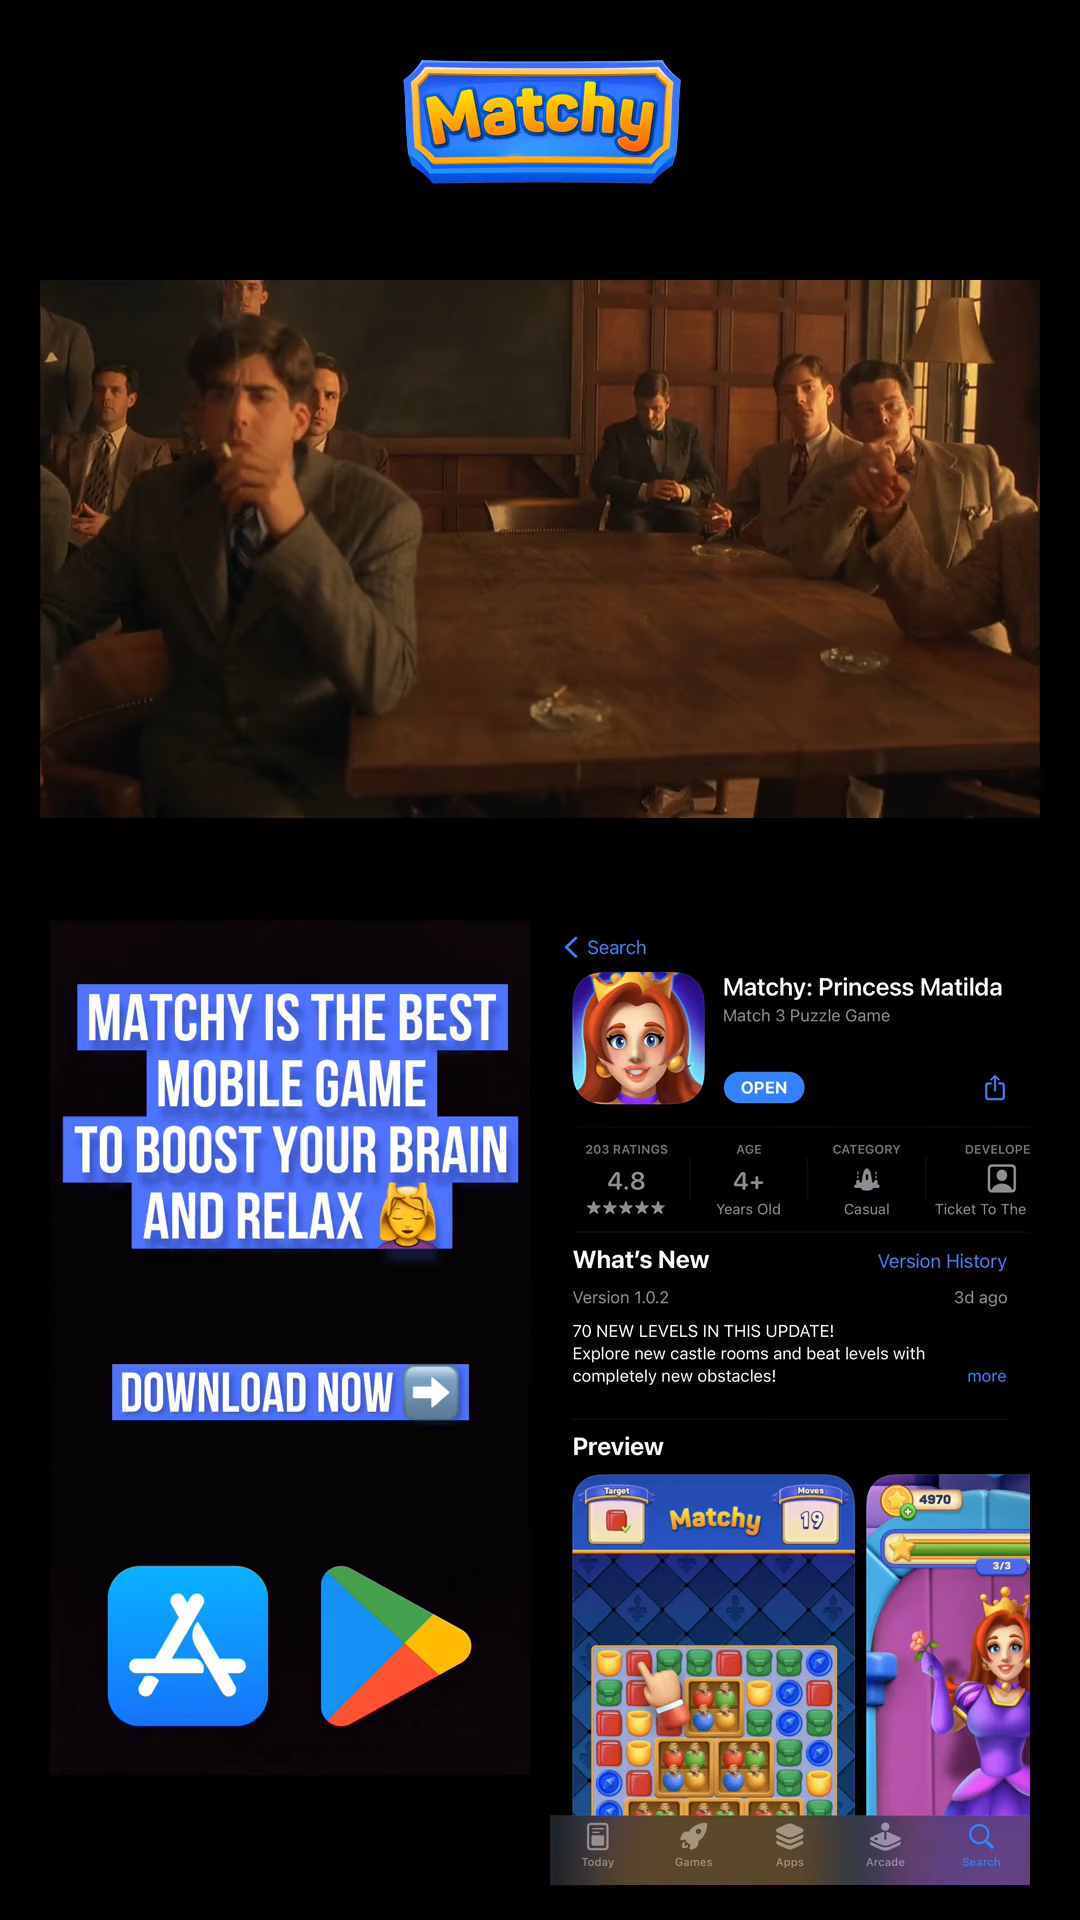 Matchy
MATCHY IS THE BEST
MOBILE GAME
TO BOOST YOUR BRAIN
AND RELAX
DOWNLOAD NOW
Search
Matchy: Princess Matilda
Match 3 Puzzle Game
OPEN
203 RATINGS
4.8
AGE
4+
Years Old
CATEGORY
Casual
DEVELOPE
Ticket To The
What's New
Version History
Version 1.0.2
3d ago
70 NEW LEVELS IN THIS UPDATE!
Explore new castle rooms and beat levels with
completely new obstacles!
more
Preview
Target
Matchy
Moves
19
4970
3/3
Today
Games
Apps
Arcade
Search